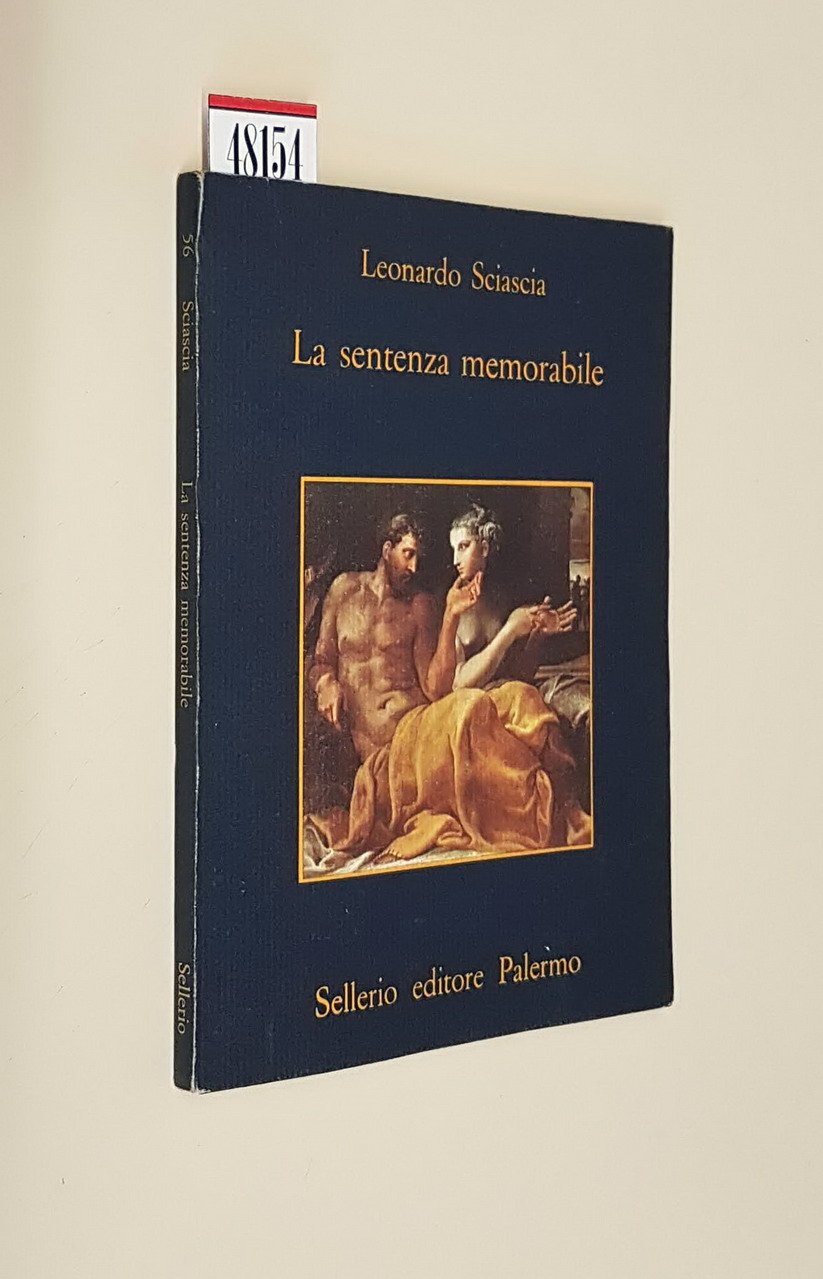 48154
Leonardo Sciascia
La sentenza memorabile
Sellerio editore Palermo
56 Sciascia La sentenza memorabile Sellerio